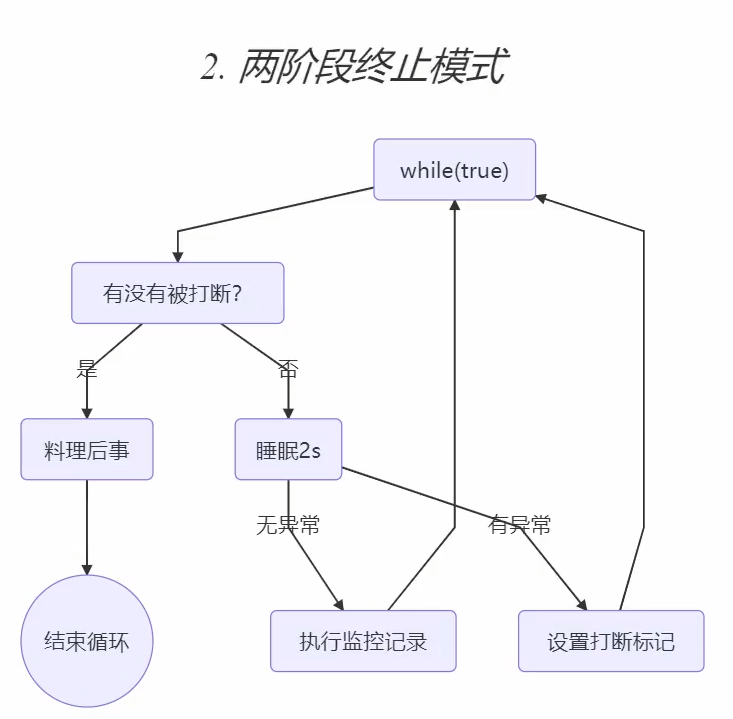 2. 两阶段终止模式
while(true)
有没有被打断?
是
否
料理后事
睡眠2s
无异常
有异常
结束循环
执行监控记录
设置打断标记